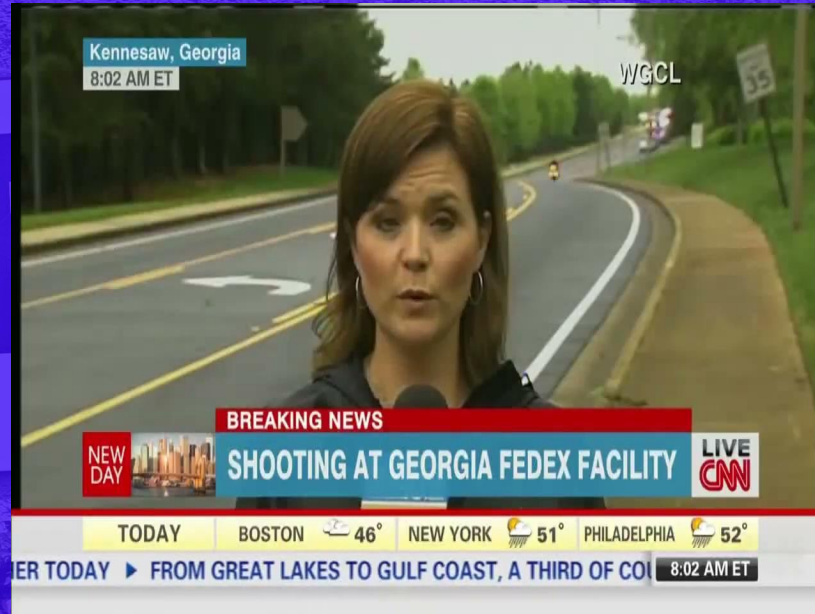 Kennesaw, Georgia
8:02 AM ET
WGCL
35
BREAKING NEWS
NEW DAY
SHOOTING AT GEORGIA FEDEX FACILITY
LIVE
CNN
TODAY BOSTON 46° NEW YORK 51° PHILADELPHIA 52°
TODAY ▶ FROM GREAT LAKES TO GULF COAST, A THIRD OF
8:02 AM ET